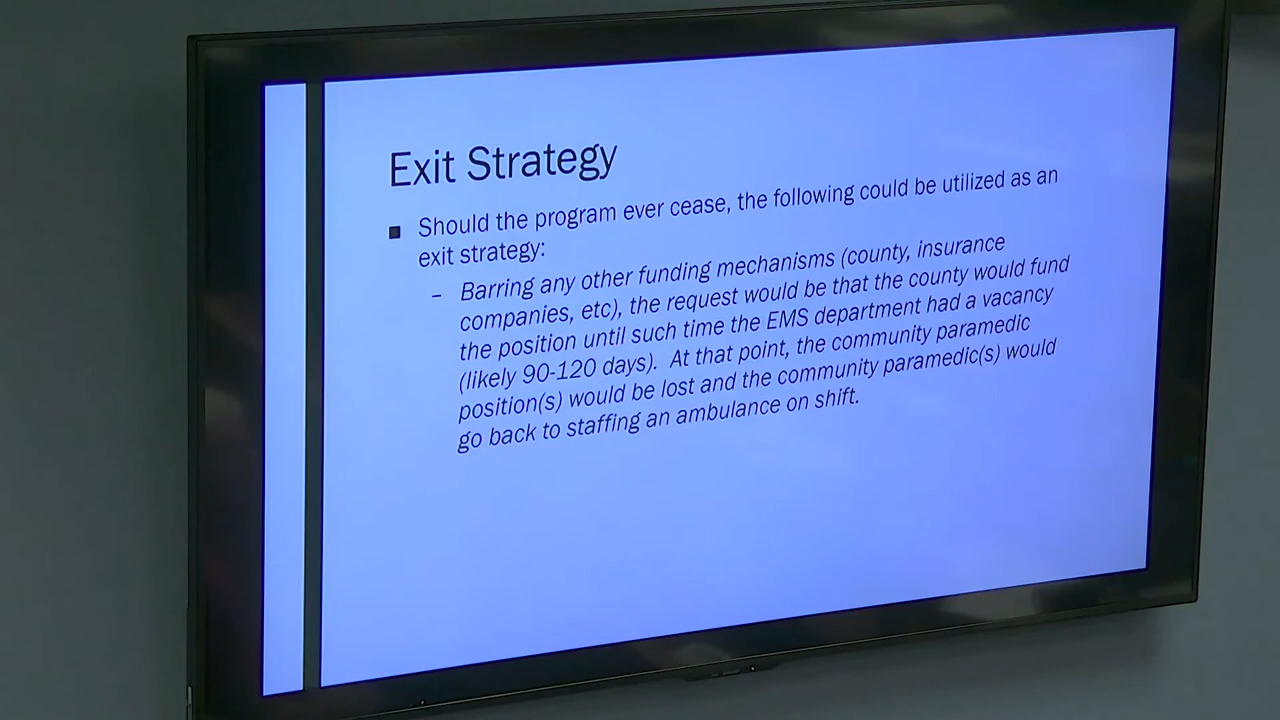 Exit Strategy
■ Should the program ever cease, the following could be utilized as an
exit strategy:
– Barring any other funding mechanisms (county, insurance
companies, etc), the request would be that the county would fund
the position until such time the EMS department had a vacancy
(likely 90-120 days). At that point, the community paramedic
position(s) would be lost and the community paramedic(s) would
go back to staffing an ambulance on shift.